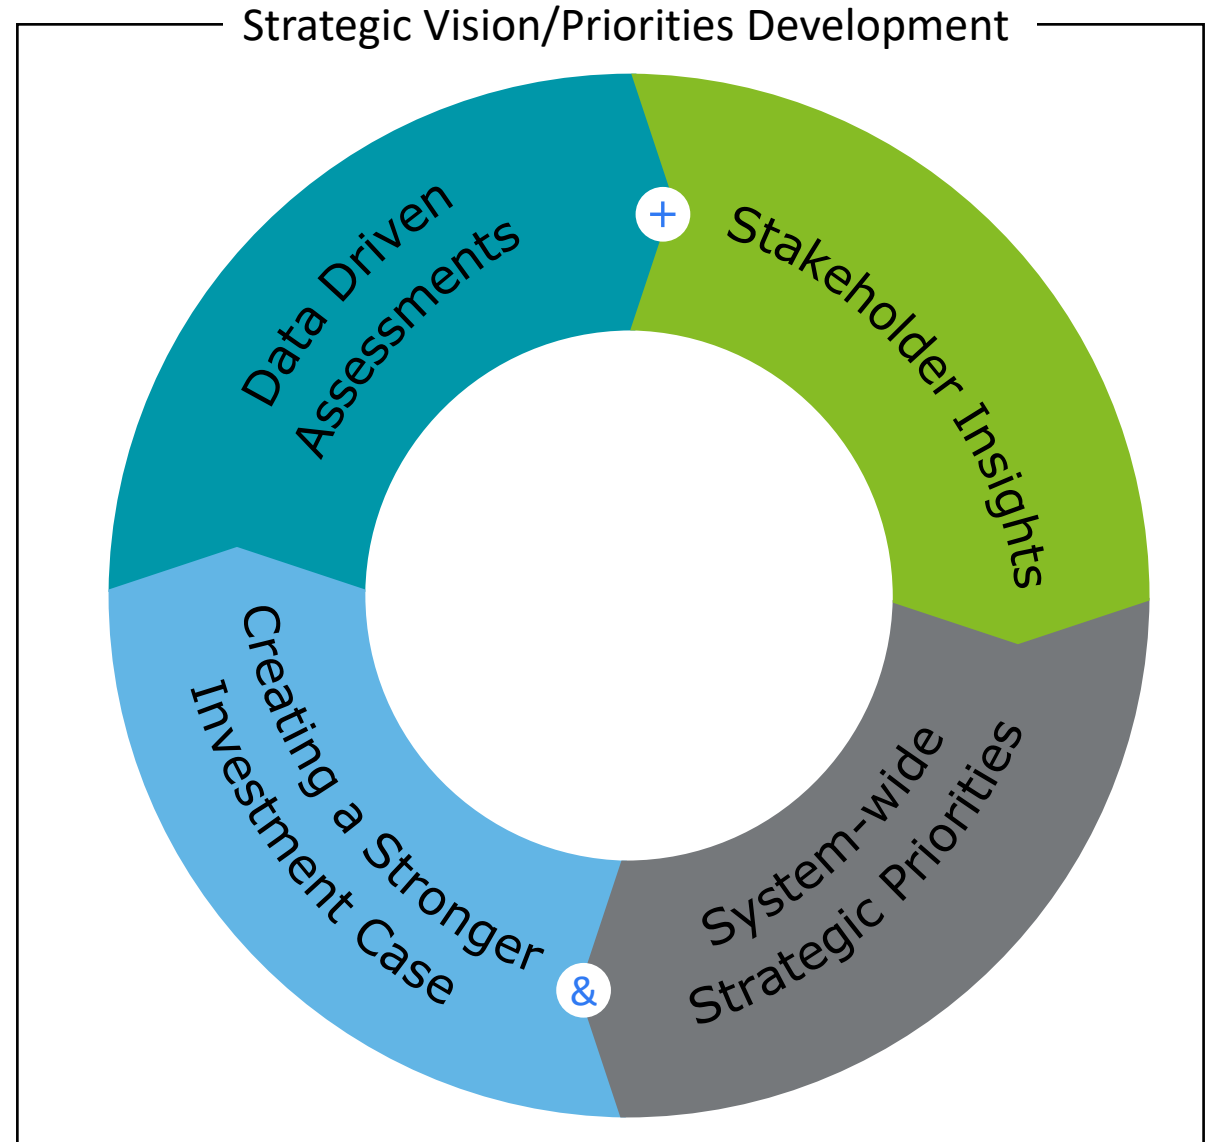 Strategic Vision/Priorities Development
Data Driven
Assessments
+
Stakeholder Insights
System-wide
Strategic Priorities
&
Creating a Stronger
Investment Case